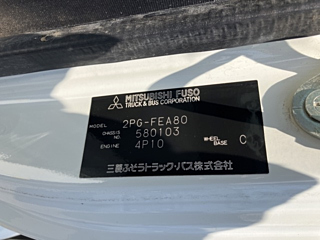 MITSUBISHI FUSO
TRUCK & BUS CORPORATION
MODEL 2PG-FEA80
CHASSIS NO. 580103
ENGINE 4P10 WHEEL BASE C
三菱ふそうトラック・バス株式会社